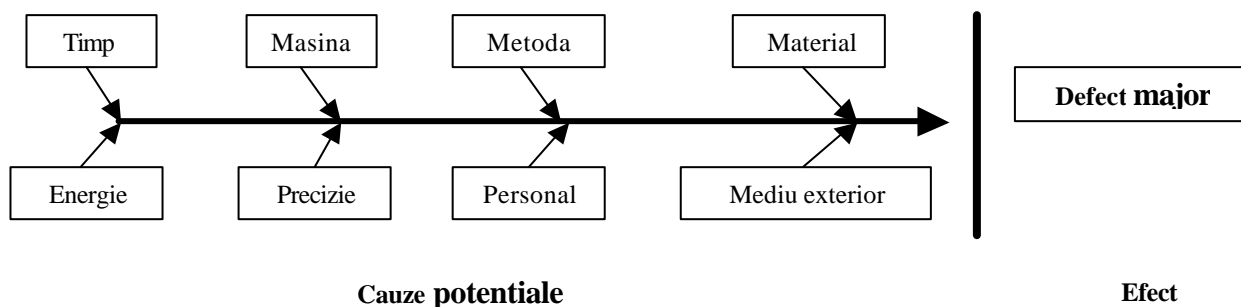 Timp
Masina
Metoda
Material
Defect major
Energie
Precizie
Personal
Mediu exterior
Cauze potentiale
Efect